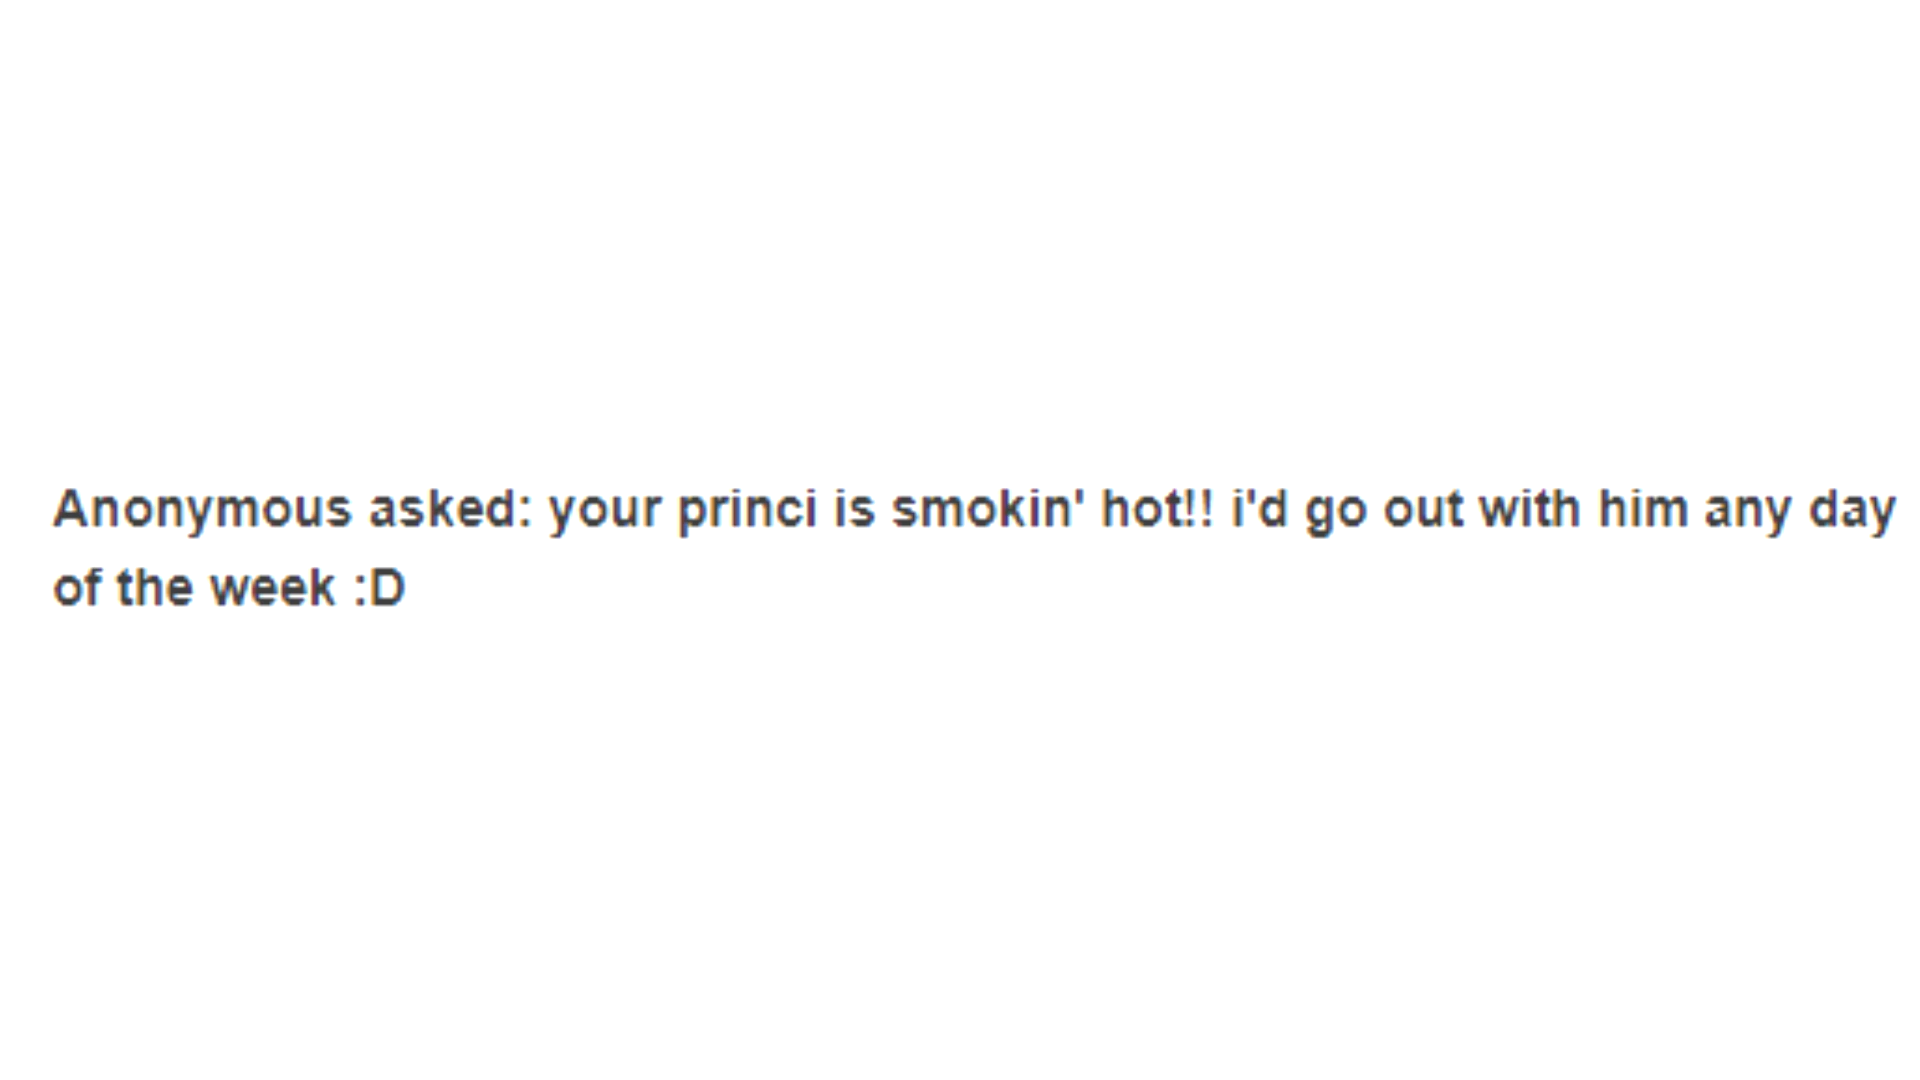 Anonymous asked: your princi is smokin' hot!! i'd go out with him any day
of the week :D